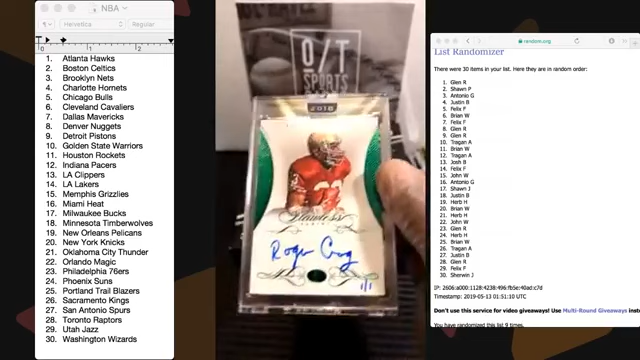 NBA
Helvetica
Regular
0
1
2
1. Atlanta Hawks
2. Boston Celtics
3. Brooklyn Nets
4. Charlotte Hornets
5. Chicago Bulls
6. Cleveland Cavaliers
7. Dallas Mavericks
8. Denver Nuggets
9. Detroit Pistons
10. Golden State Warriors
11. Houston Rockets
12. Indiana Pacers
13. LA Clippers
14. LA Lakers
15. Memphis Grizzlies
16. Miami Heat
17. Milwaukee Bucks
18. Minnesota Timberwolves
19. New Orleans Pelicans
20. New York Knicks
21. Oklahoma City Thunder
22. Orlando Magic
23. Philadelphia 76ers
24. Phoenix Suns
25. Portland Trail Blazers
26. Sacramento Kings
27. San Antonio Spurs
28. Toronto Raptors
29. Utah Jazz
30. Washington Wizards
O/T
SPORTS
2018
Flawless
Roger Craig
1/1
random.org
List Randomizer
There were 30 items in your list. Here they are in random order:
1. Glen R
2. Shawn P
3. Antonio G
4. Justin B
5. Felix F
6. Brian W
7. Felix F
8. Glen R
9. Glen R
10. Tragan A
11. Brian W
12. Tragan A
13. Josh B
14. Felix F
15. John W
16. Antonio G
17. Shawn J
18. Justin B
19. Herb H
20. Brian W
21. Herb H
22. John W
23. Glen R
24. Herb H
25. Brian W
26. Tragan A
27. Justin B
28. Glen R
29. Felix F
30. Sherwin J
Timestamp: 2019-05-13 01:51:10 UTC
Don't use this service for video giveaways! Use Multi-Round Giveaways
You have randomized this list 9 times.